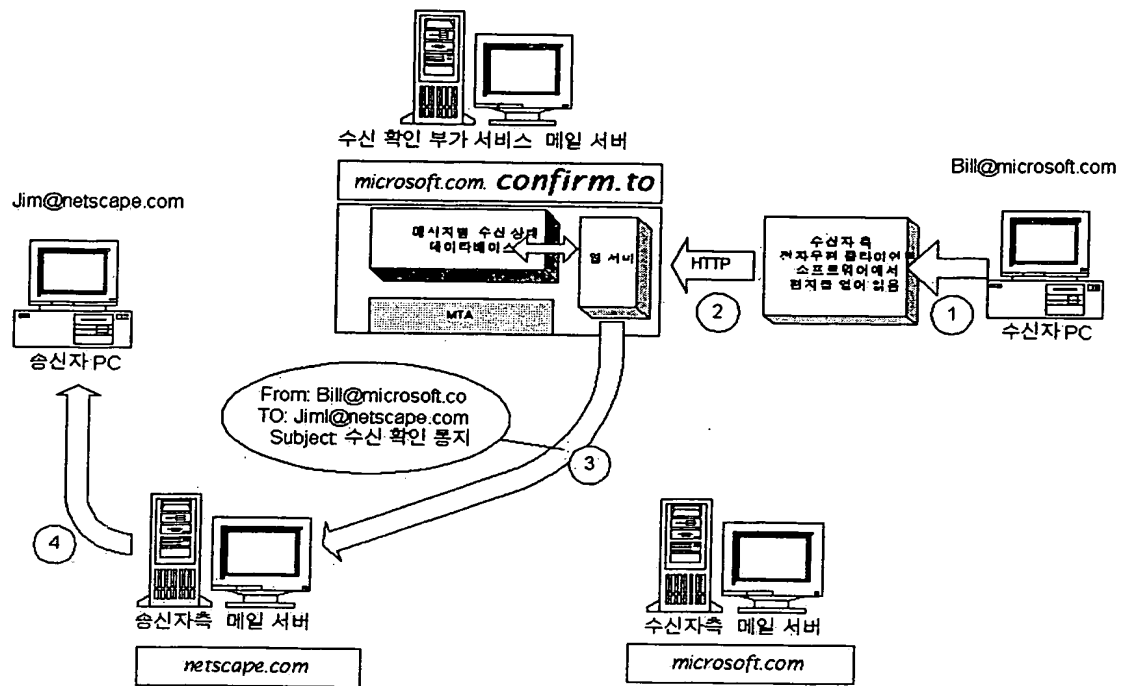 수신 확인 부가 서비스 메일 서버
microsoft.com. confirm.to
Bill@microsoft.com
Jim@netscape.com
메시지별 수신 상태
데이타베이스
웹 서버
MTA
HTTP
2
수신자 측
전자우편 클라이언트
소프트웨어에서
편지를 열어 읽음
1
수신자 PC
송신자 PC
From: Bill@microsoft.co
TO: Jiml@netscape.com
Subject: 수신 확인 통지
3
4
송신자측 메일 서버
netscape.com
수신자측 메일 서버
microsoft.com